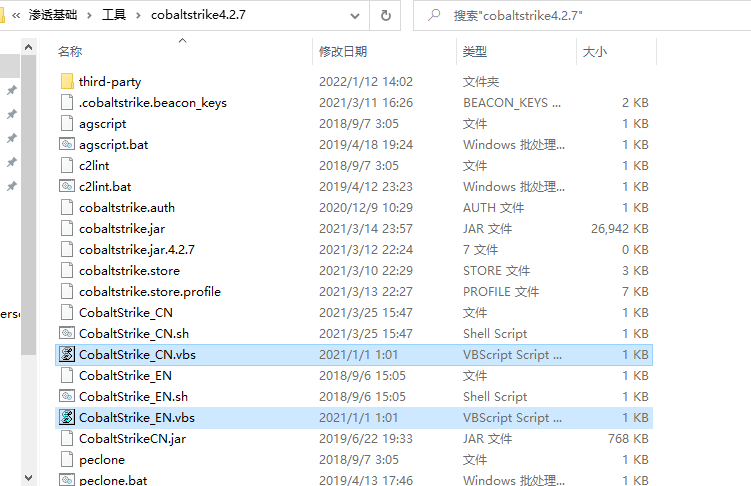 « 渗透基础 › 工具 › cobaltstrike4.2.7 搜索"cobaltstrike4.2.7"
名称 修改日期 类型 大小
third-party 2022/1/12 14:02 文件夹
.cobaltstrike.beacon_keys 2021/3/11 16:26 BEACON_KEYS ... 2 KB
agscript 2018/9/7 3:05 文件 1 KB
agscript.bat 2019/4/18 19:24 Windows 批处理... 1 KB
c2lint 2018/9/7 3:05 文件 1 KB
c2lint.bat 2019/4/12 23:23 Windows 批处理... 1 KB
cobaltstrike.auth 2020/12/9 10:29 AUTH 文件 1 KB
cobaltstrike.jar 2021/3/14 23:57 JAR 文件 26,942 KB
cobaltstrike.jar.4.2.7 2021/3/12 22:24 7 文件 0 KB
cobaltstrike.store 2021/3/10 22:29 STORE 文件 3 KB
cobaltstrike.store.profile 2021/3/13 22:27 PROFILE 文件 7 KB
CobaltStrike_CN 2021/3/25 15:47 文件 1 KB
CobaltStrike_CN.sh 2021/3/25 15:47 Shell Script 1 KB
CobaltStrike_CN.vbs 2021/1/1 1:01 VBScript Script ... 1 KB
CobaltStrike_EN 2018/9/6 15:05 文件 1 KB
CobaltStrike_EN.sh 2018/9/6 15:05 Shell Script 1 KB
CobaltStrike_EN.vbs 2021/1/1 1:01 VBScript Script ... 1 KB
CobaltStrikeCN.jar 2019/6/22 19:33 JAR 文件 768 KB
peclone 2018/9/7 3:05 文件 1 KB
peclone.bat 2019/4/13 17:46 Windows 批处理... 1 KB